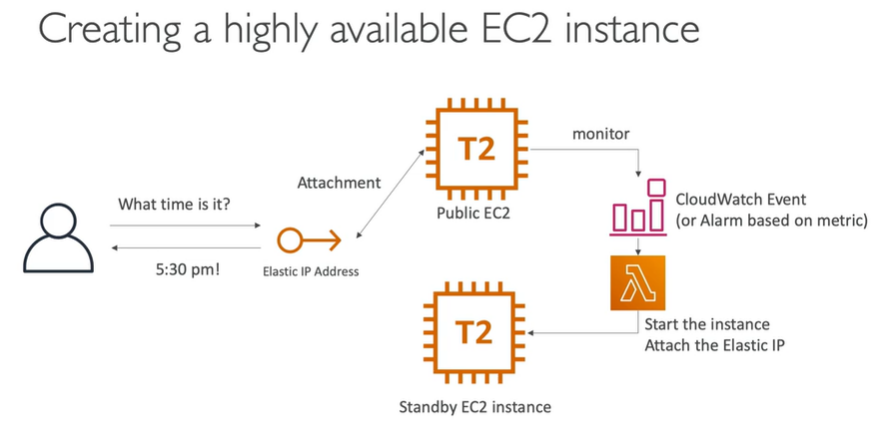 Creating a highly available EC2 instance
What time is it?
5:30 pm!
Attachment
Elastic IP Address
T2
Public EC2
monitor
CloudWatch Event
(or Alarm based on metric)
λ
Start the instance
Attach the Elastic IP
T2
Standby EC2 instance